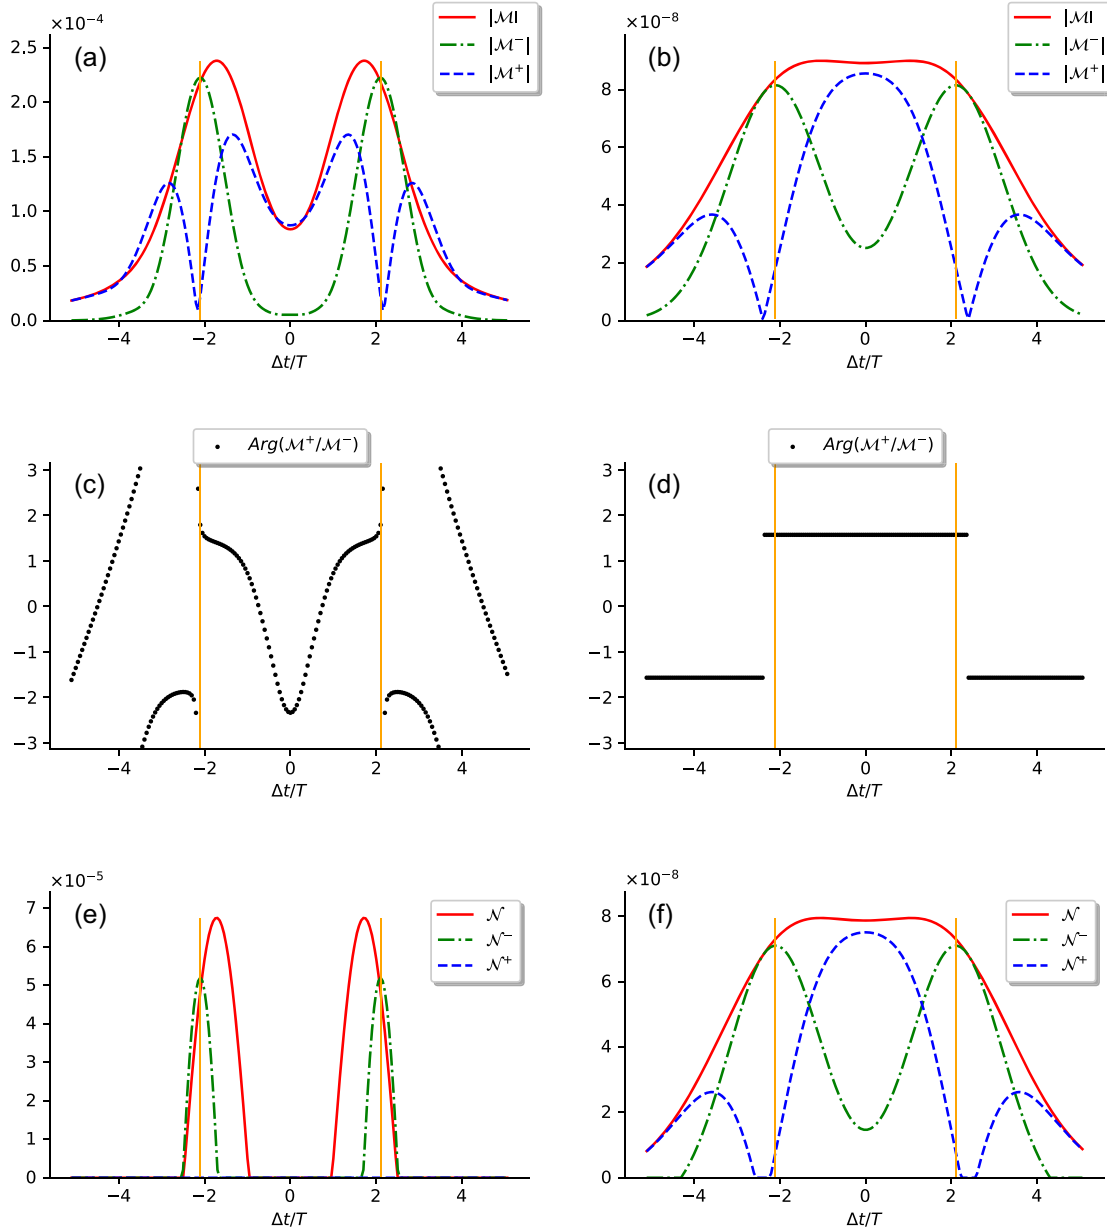 ×10⁻⁴
(a)
|ℳ|
|ℳ⁻|
|ℳ⁺|
2.5
2.0
1.5
1.0
0.5
0.0
−4 −2 0 2 4
Δt/T
×10⁻⁸
(b)
|ℳ|
|ℳ⁻|
|ℳ⁺|
8
6
4
2
0
−4 −2 0 2 4
Δt/T
Arg(ℳ⁺/ℳ⁻)
(c)
3
2
1
0
−1
−2
−3
−4 −2 0 2 4
Δt/T
Arg(ℳ⁺/ℳ⁻)
(d)
3
2
1
0
−1
−2
−3
−4 −2 0 2 4
Δt/T
×10⁻⁵
(e)
𝒩
𝒩⁻
𝒩⁺
7
6
5
4
3
2
1
0
−4 −2 0 2 4
Δt/T
×10⁻⁸
(f)
𝒩
𝒩⁻
𝒩⁺
8
6
4
2
0
−4 −2 0 2 4
Δt/T